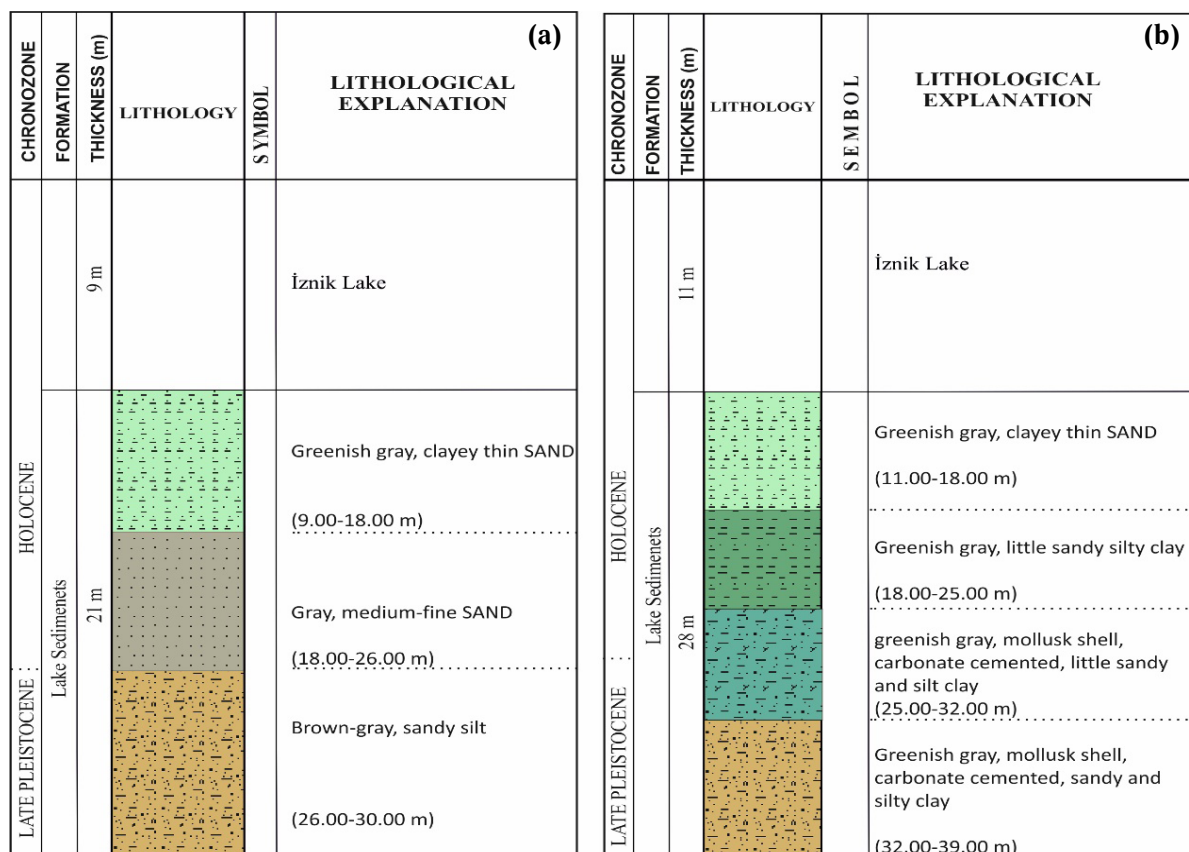 (a)
CHRONOZONE
FORMATION
THICKNESS (m)
LITHOLOGY
SYMBOL
LITHOLOGICAL
EXPLANATION
HOLOCENE
LATE PLEISTOCENE
Lake Sedimenets
9 m
21 m
İznik Lake
Greenish gray, clayey thin SAND
(9.00-18.00 m)
Gray, medium-fine SAND
(18.00-26.00 m)
Brown-gray, sandy silt
(26.00-30.00 m)
(b)
CHRONOZONE
FORMATION
THICKNESS (m)
LITHOLOGY
SEMBOL
LITHOLOGICAL
EXPLANATION
HOLOCENE
LATE PLEISTOCENE
Lake Sedimenets
11 m
28 m
İznik Lake
Greenish gray, clayey thin SAND
(11.00-18.00 m)
Greenish gray, little sandy silty clay
(18.00-25.00 m)
greenish gray, mollusk shell,
carbonate cemented, little sandy
and silt clay
(25.00-32.00 m)
Greenish gray, mollusk shell,
carbonate cemented, sandy and
silty clay
(32.00-39.00 m)